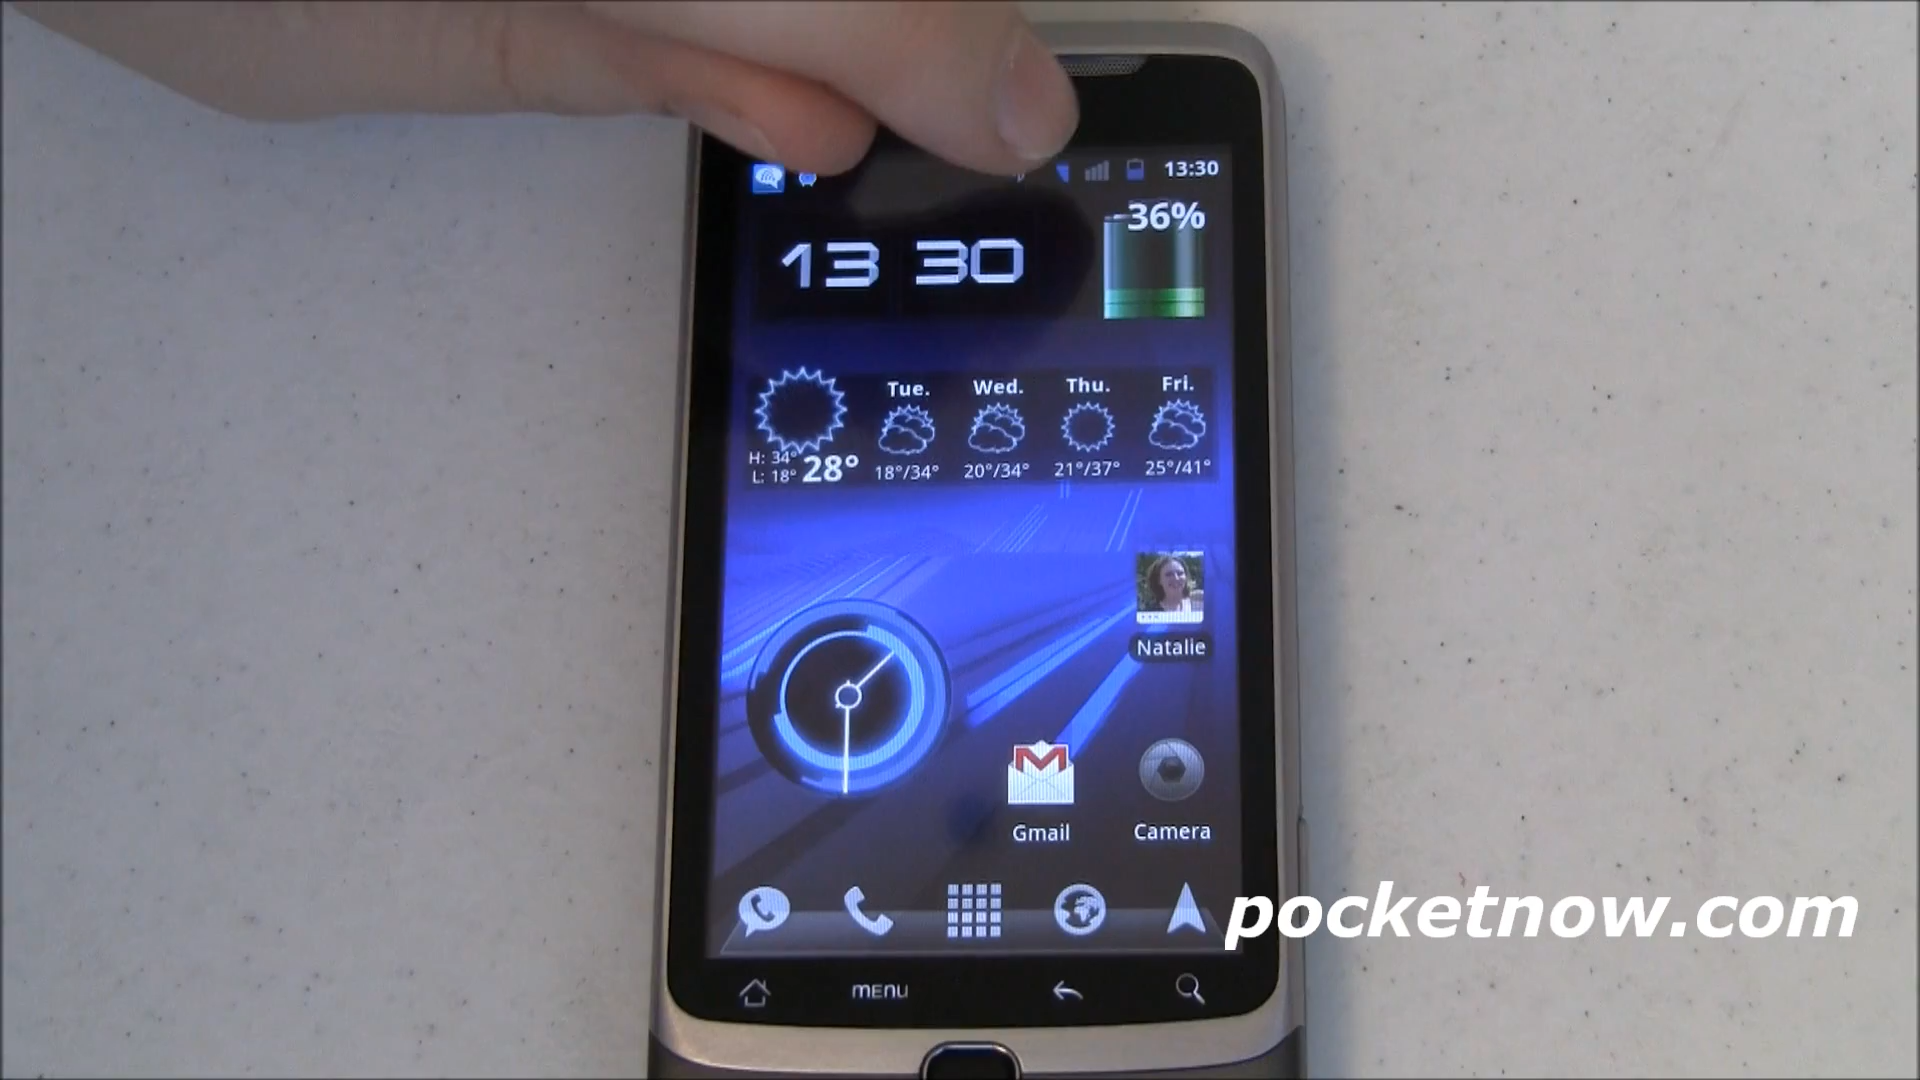 13:30
36%
13 30
Tue. Wed. Thu. Fri.
H: 34°
L: 18° 28° 18°/34° 20°/34° 21°/37° 25°/41°
Natalie
Gmail Camera
pocketnow.com
MENU